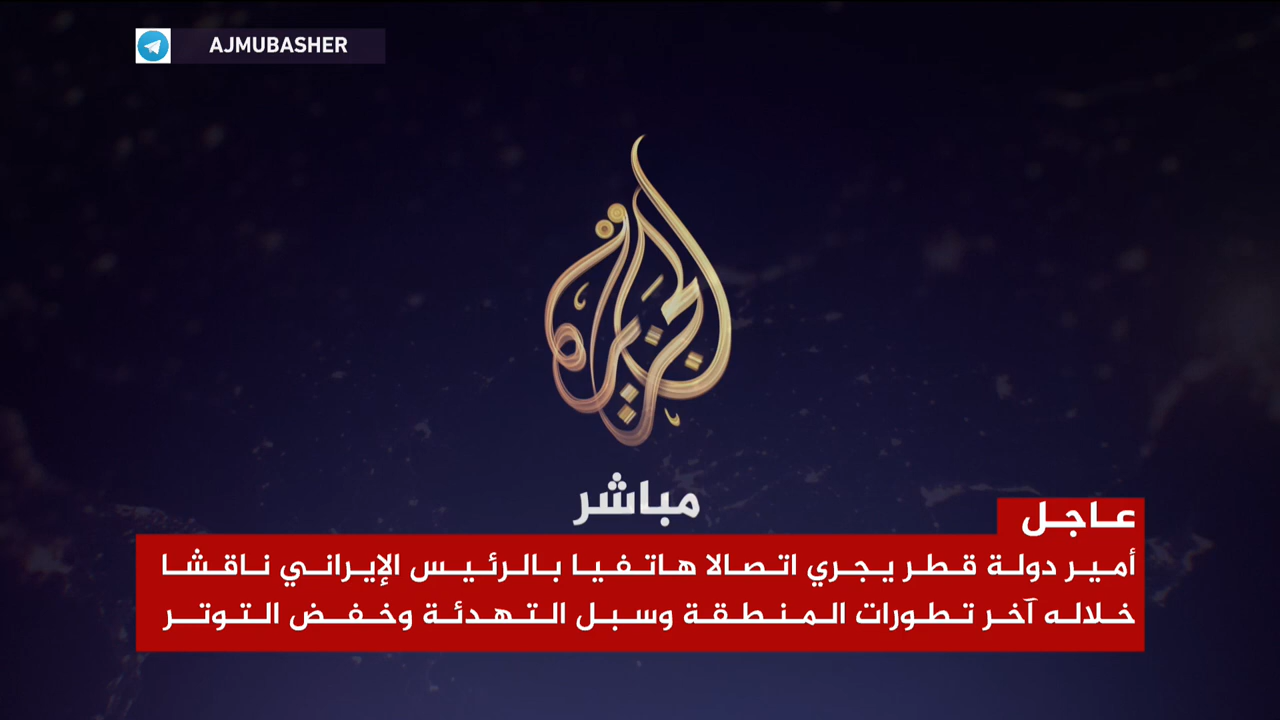 AJMUBASHER
الجزيرة
مباشر
عاجل
أمير دولة قطر يجري اتصالا هاتفيا بالرئيس الإيراني ناقشا
خلاله آخر تطورات المنطقة وسبل التهدئة وخفض التوتر